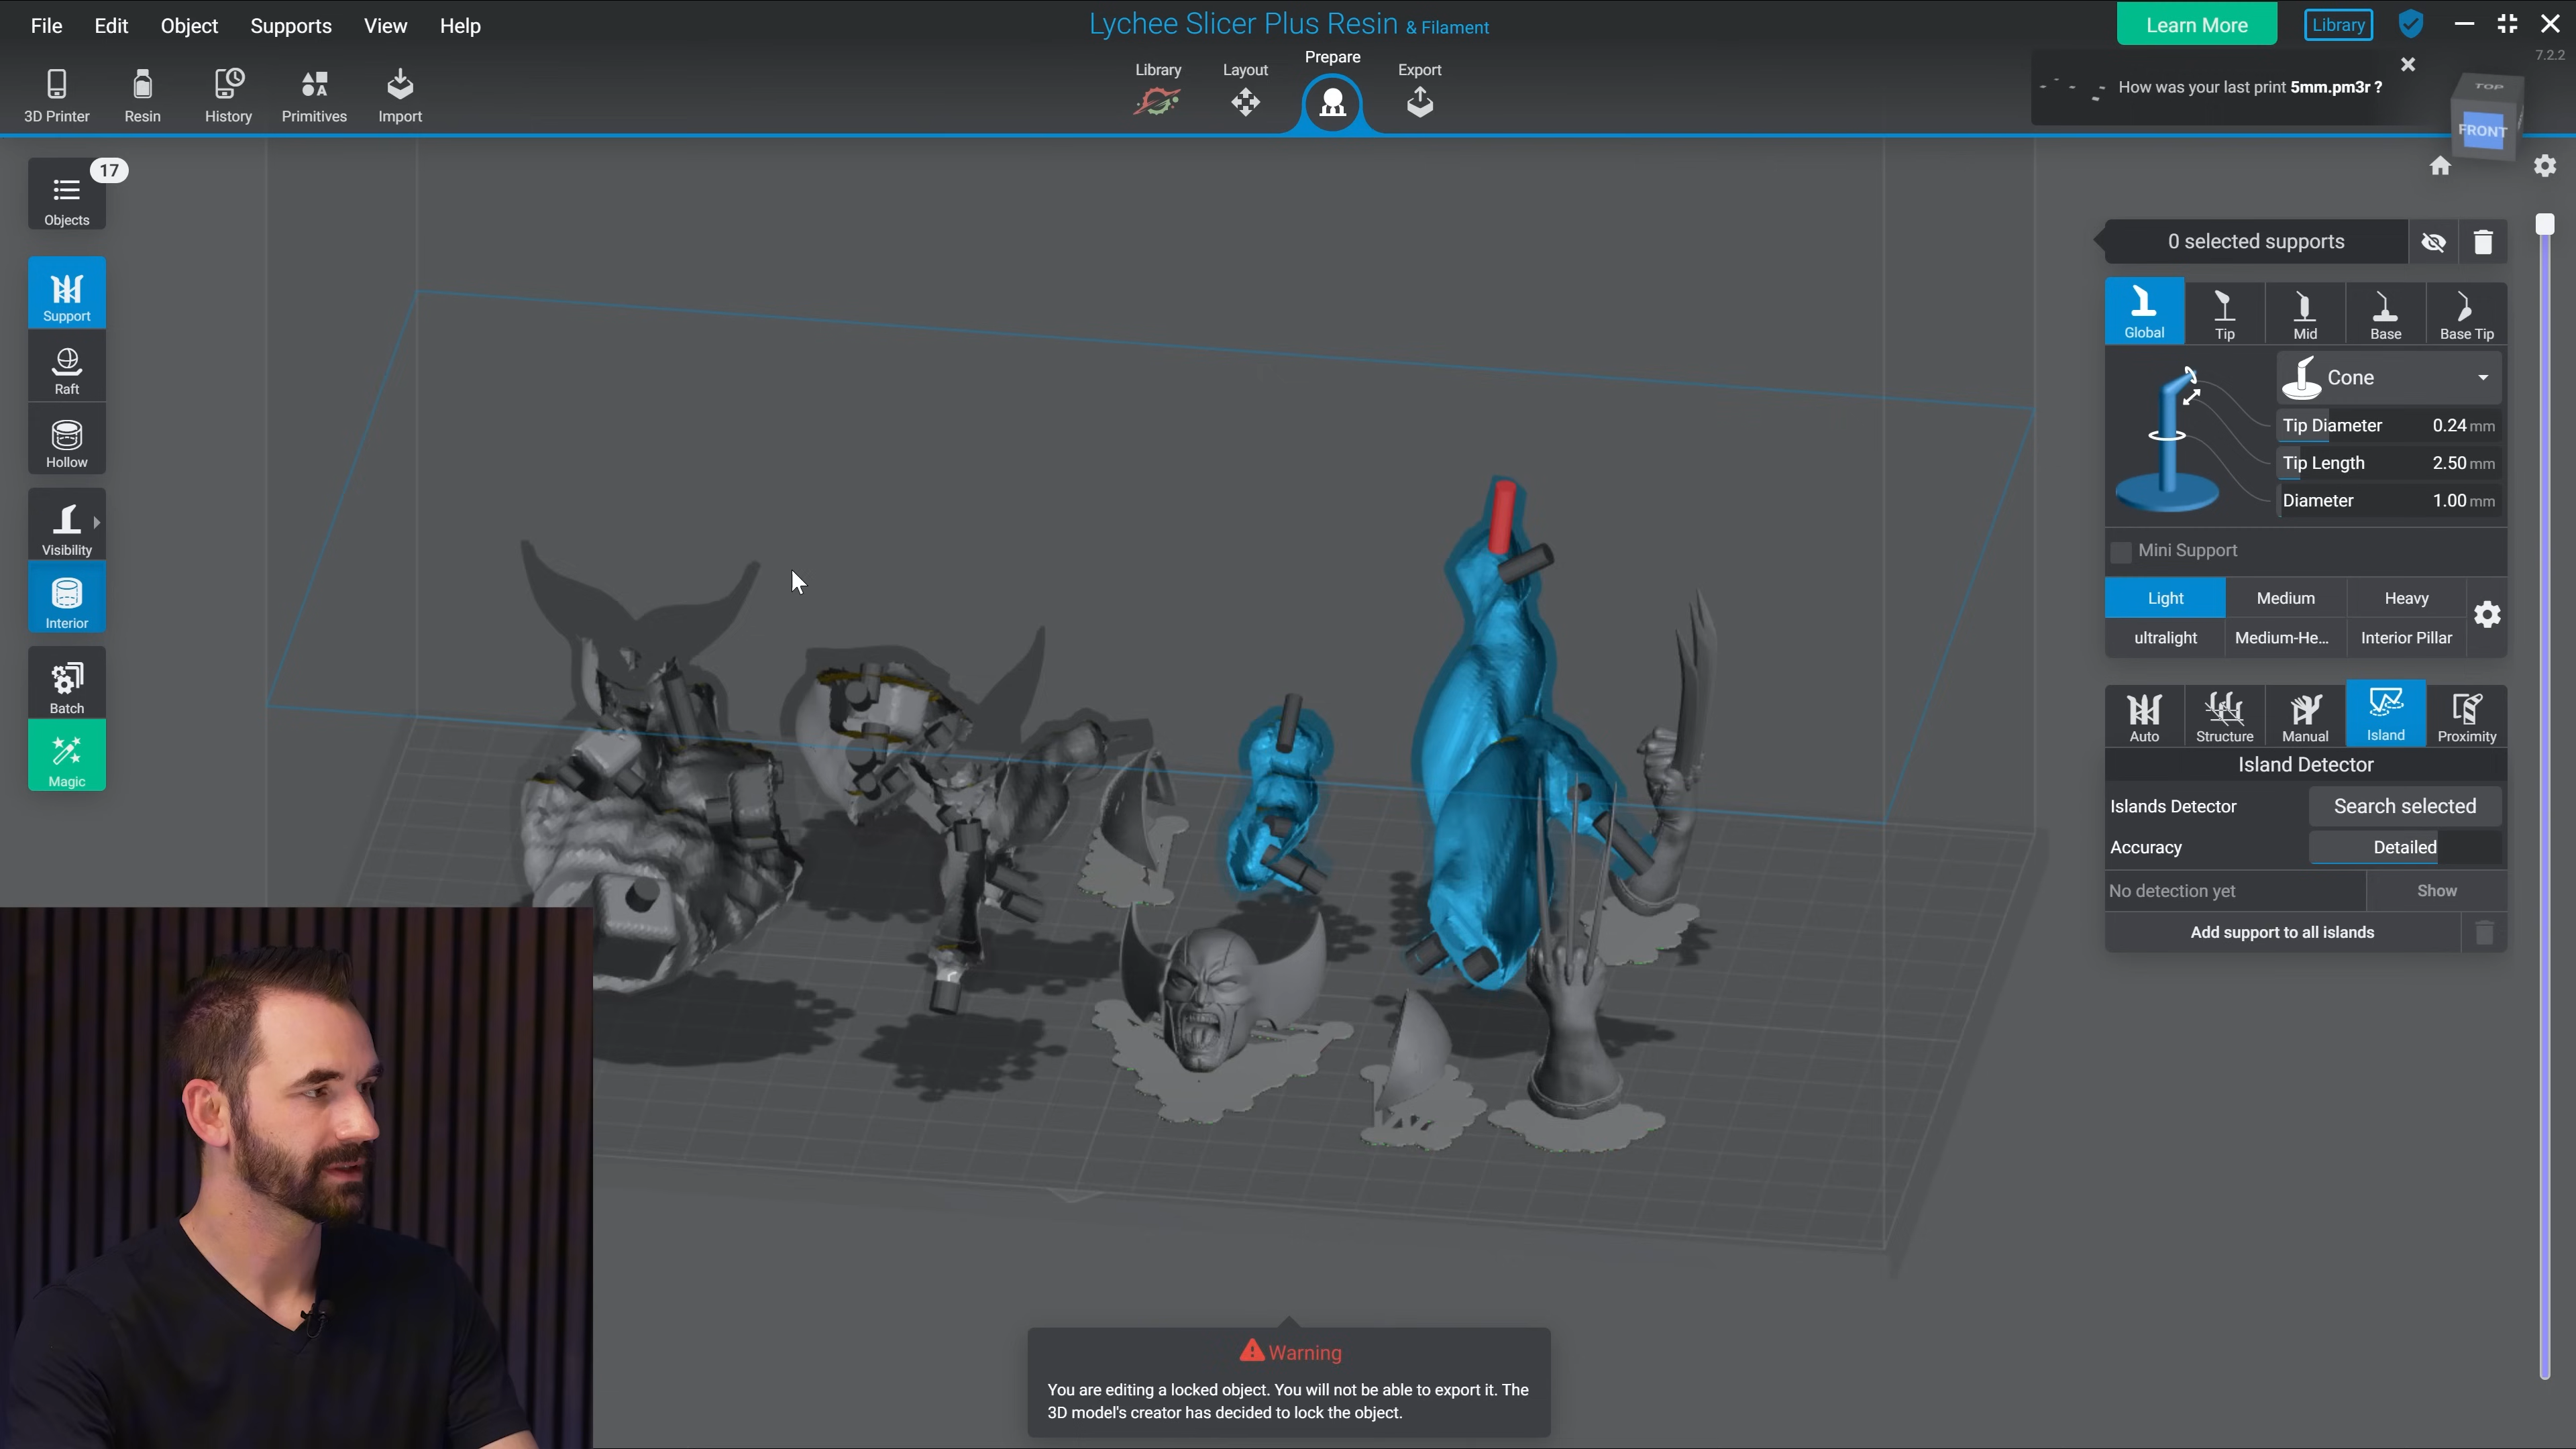 File Edit Object Supports View Help
Lychee Slicer Plus Resin & Filament
Learn More
Library
7.2.2
3D Printer
Resin
History
Primitives
Import
Library
Layout
Prepare
Export
How was your last print 5mm.pm3r ?
TOP
FRONT
17
Objects
Support
Raft
Hollow
Visibility
Interior
Batch
Magic
0 selected supports
Global
Tip
Mid
Base
Base Tip
Cone
Tip Diameter 0.24 mm
Tip Length 2.50 mm
Diameter 1.00 mm
Mini Support
Light Medium Heavy
ultralight Medium-He... Interior Pillar
Auto
Structure
Manual
Island
Proximity
Island Detector
Islands Detector Search selected
Accuracy Detailed
No detection yet Show
Add support to all islands
Warning
You are editing a locked object. You will not be able to export it. The
3D model's creator has decided to lock the object.